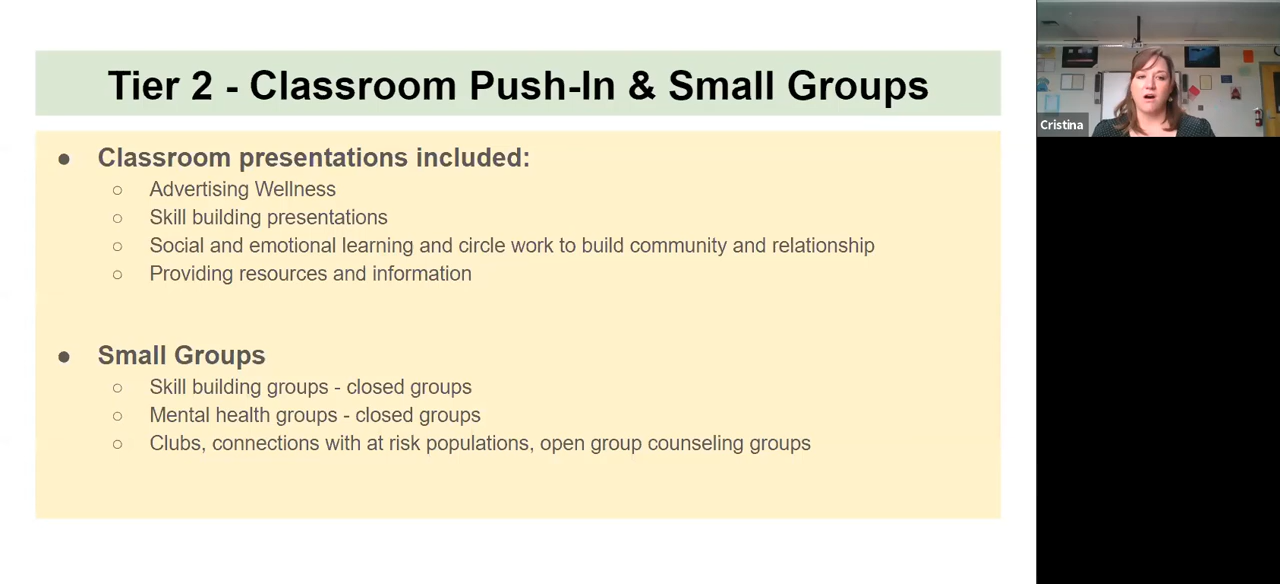 Tier 2 - Classroom Push-In & Small Groups
Cristina
● Classroom presentations included:
○ Advertising Wellness
○ Skill building presentations
○ Social and emotional learning and circle work to build community and relationship
○ Providing resources and information
● Small Groups
○ Skill building groups - closed groups
○ Mental health groups - closed groups
○ Clubs, connections with at risk populations, open group counseling groups